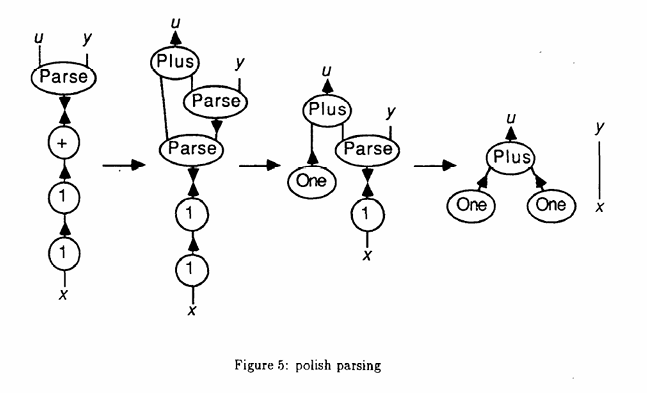 u y
Parse
+
1
1
x
u
Plus
y
Parse
Parse
1
1
x
u
Plus
y
Parse
One
1
x
u
Plus
One One
y
x
Figure 5: polish parsing